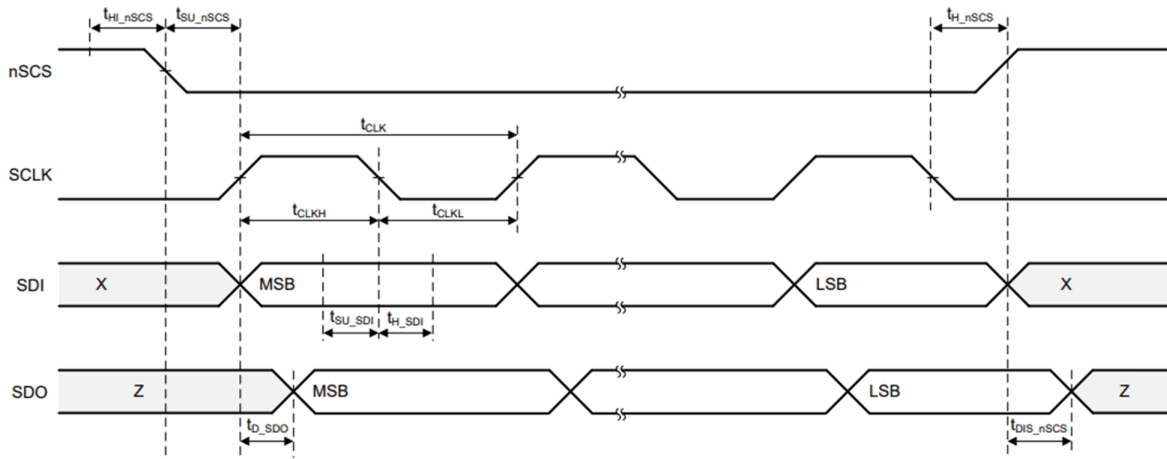 tHI_nSCS tSU_nSCS tH_nSCS
nSCS
tCLK
SCLK
tCLKH tCLKL
SDI X MSB LSB X
tSU_SDI tH_SDI
SDO Z MSB LSB Z
tD_SDO tDIS_nSCS